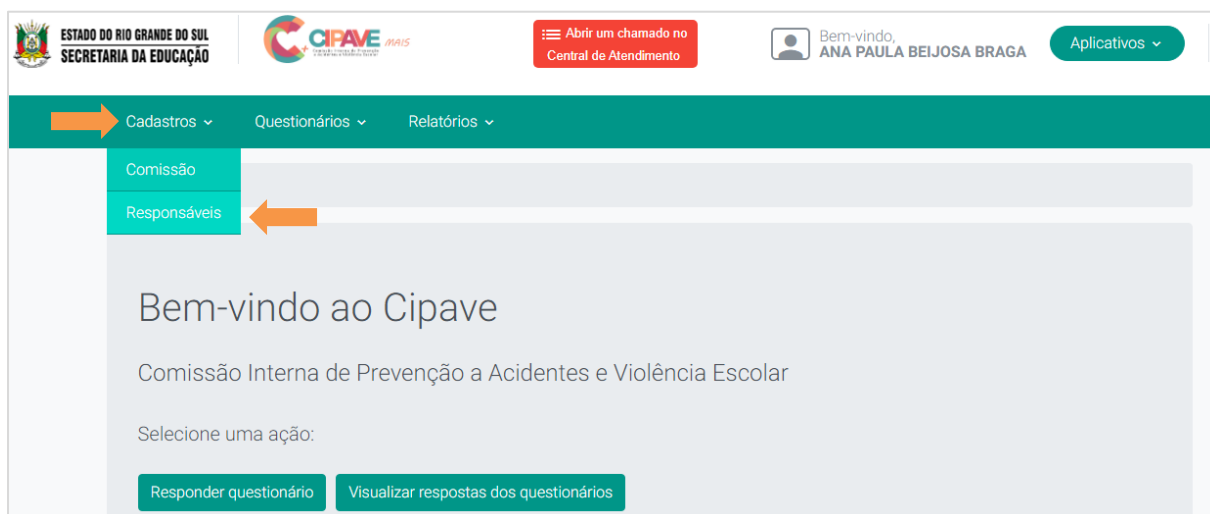 ESTADO DO RIO GRANDE DO SUL
SECRETARIA DA EDUCAÇÃO
CIPAVE MAIS
Abrir um chamado no
Central de Atendimento
Bem-vindo,
ANA PAULA BEIJOSA BRAGA
Aplicativos
Cadastros
Questionários
Relatórios
Comissão
Responsáveis
Bem-vindo ao Cipave
Comissão Interna de Prevenção a Acidentes e Violência Escolar
Selecione uma ação:
Responder questionário
Visualizar respostas dos questionários